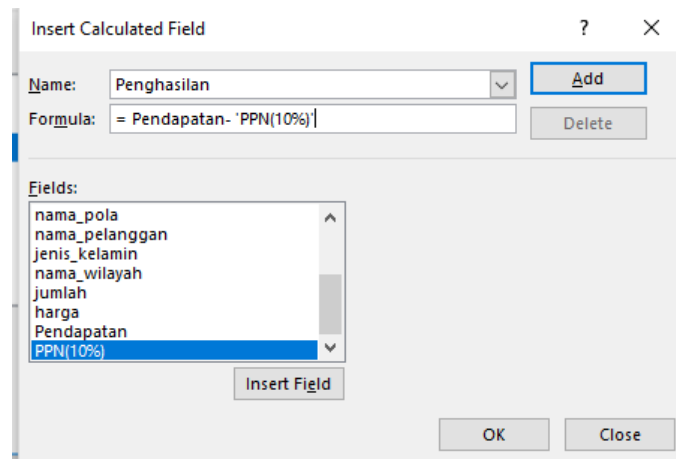 Insert Calculated Field ? ×
Name: Penghasilan Add
Formula: = Pendapatan- 'PPN(10%)' Delete
Fields:
nama_pola
nama_pelanggan
jenis_kelamin
nama_wilayah
jumlah
harga
Pendapatan
PPN(10%)
Insert Field
OK Close